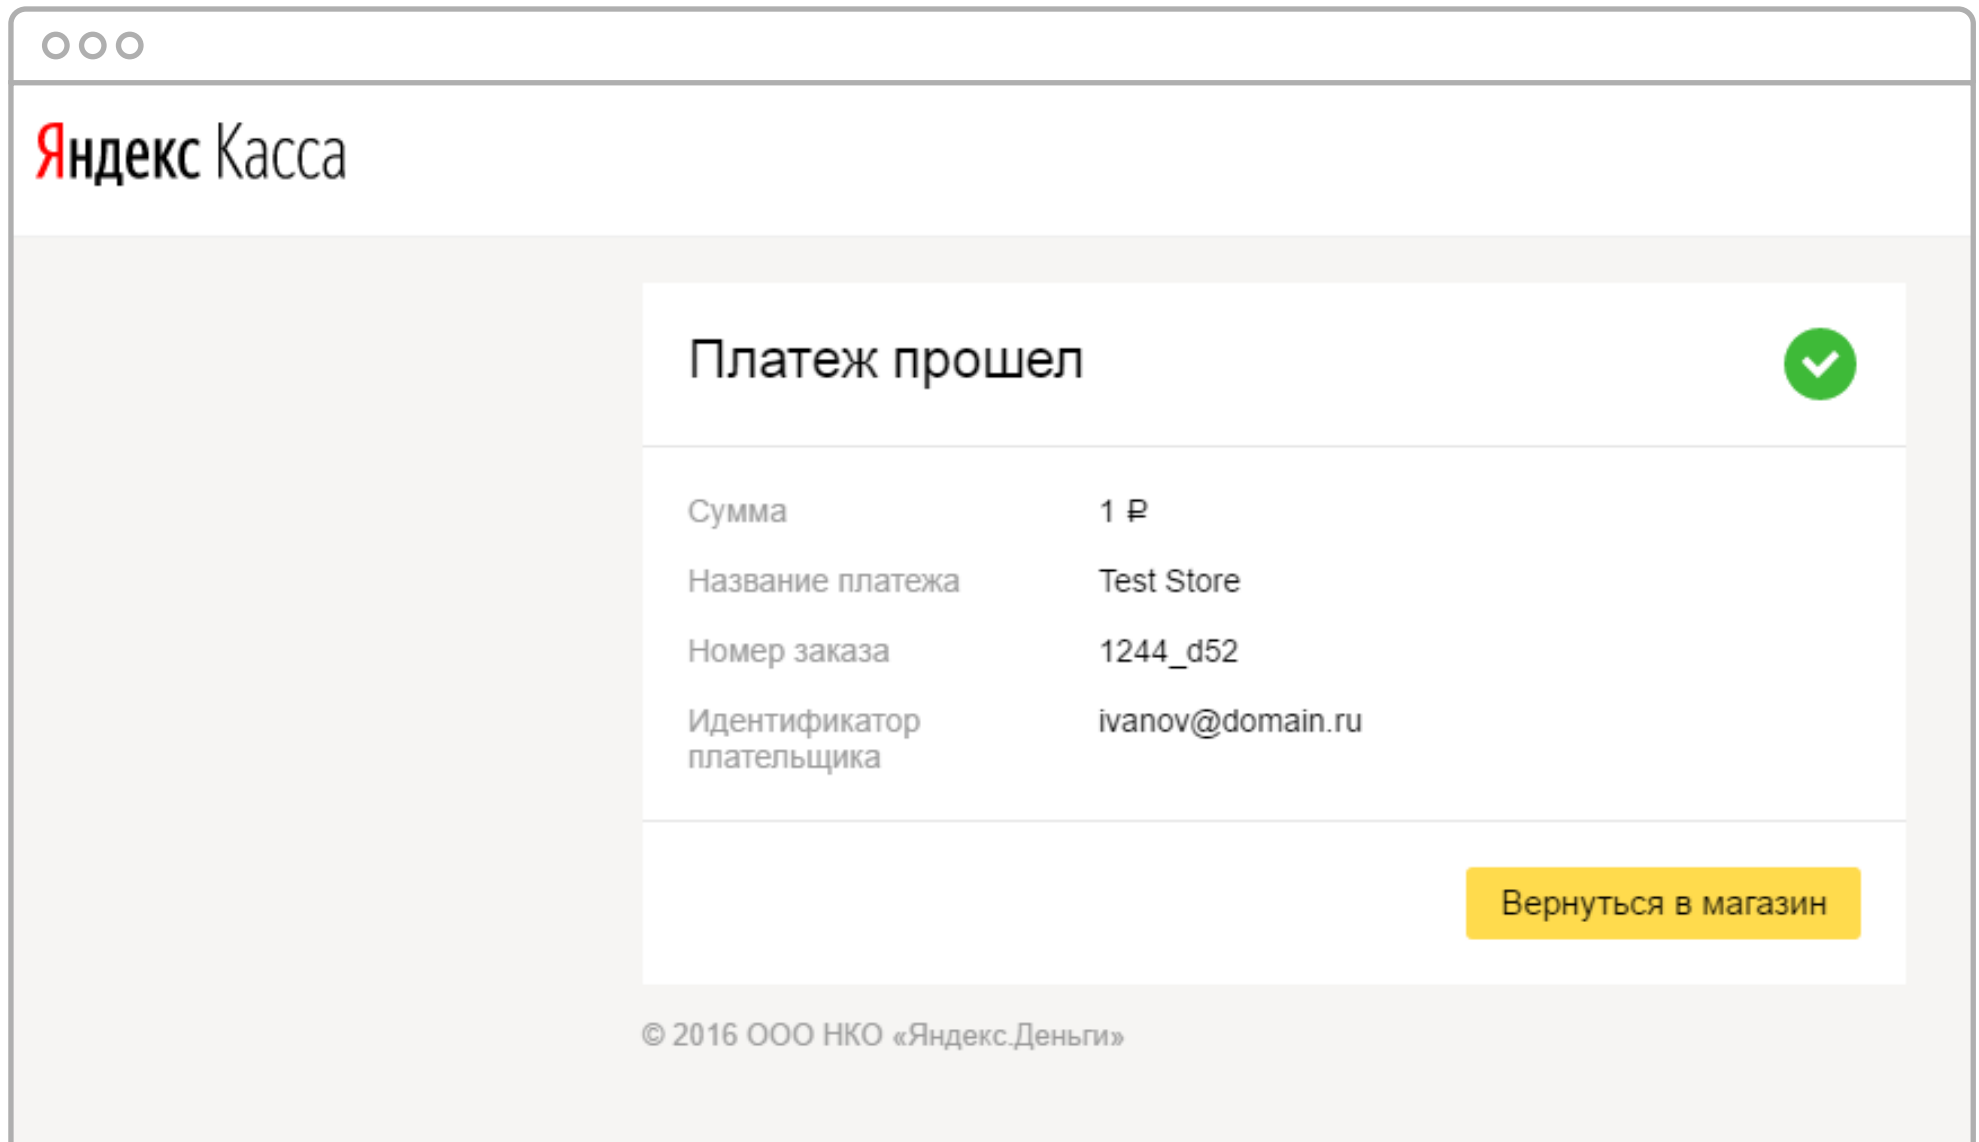 Яндекс Касса
Платеж прошел
Сумма 1 ₽
Название платежа Test Store
Номер заказа 1244_d52
Идентификатор ivanov@domain.ru
плательщика
Вернуться в магазин
© 2016 ООО НКО «Яндекс.Деньги»